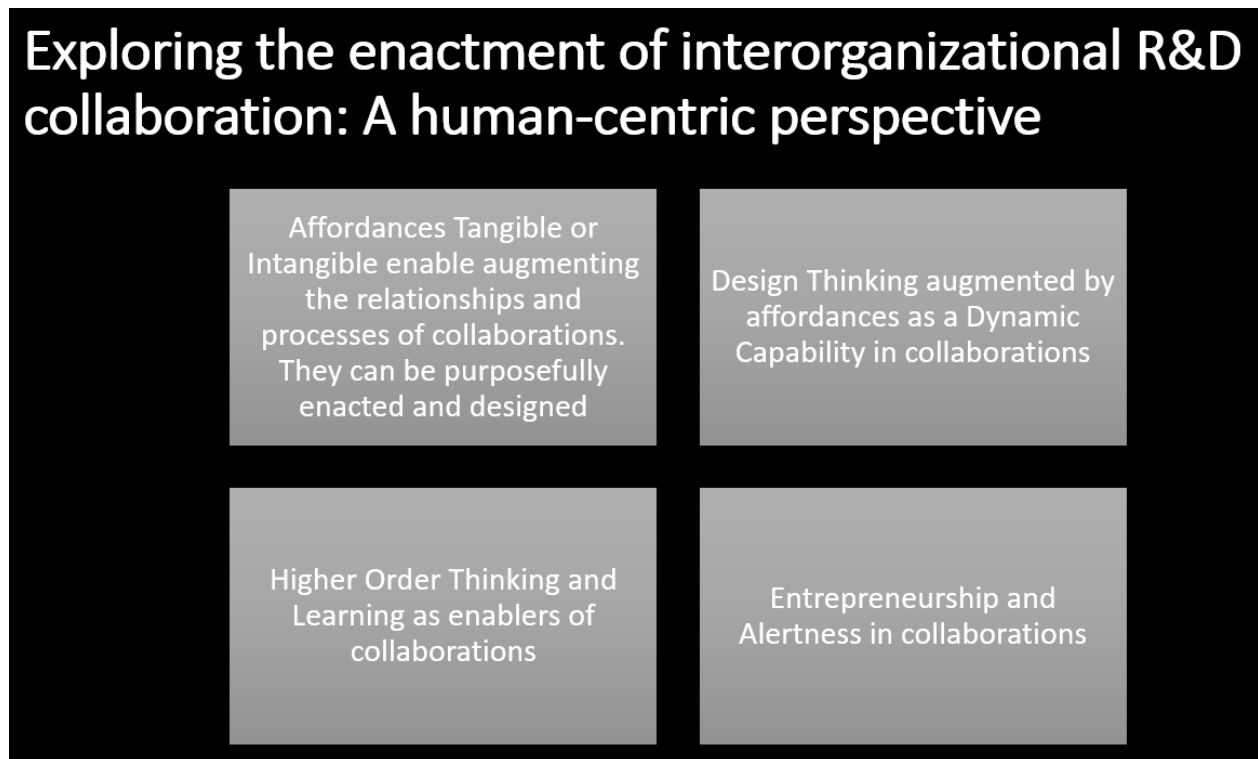 Exploring the enactment of interorganizational R&D
collaboration: A human-centric perspective
Affordances Tangible or
Intangible enable augmenting
the relationships and
processes of collaborations.
They can be purposefully
enacted and designed
Design Thinking augmented by
affordances as a Dynamic
Capability in collaborations
Higher Order Thinking and
Learning as enablers of
collaborations
Entrepreneurship and
Alertness in collaborations